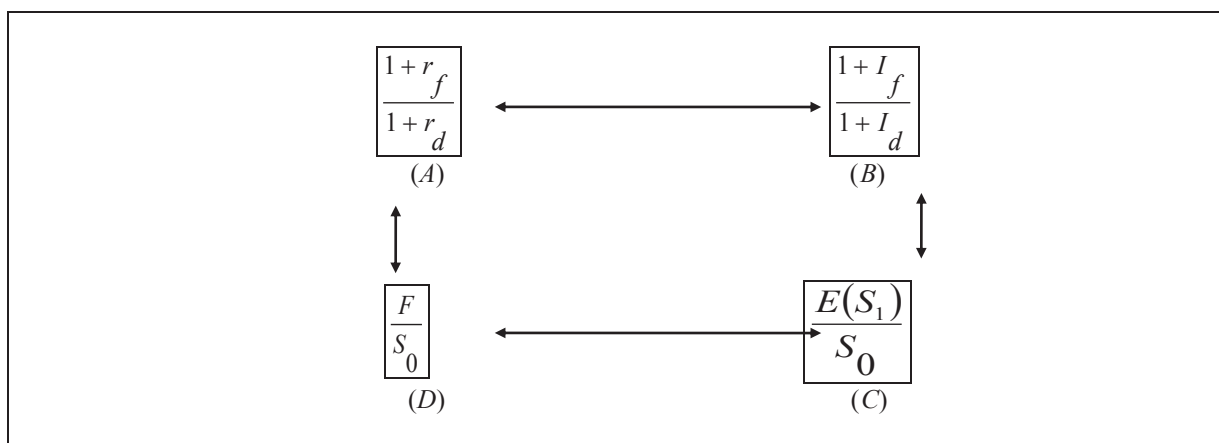 1 + r_f / 1 + r_d
(A)
1 + I_f / 1 + I_d
(B)
F / S_0
(D)
E(S_1) / S_0
(C)